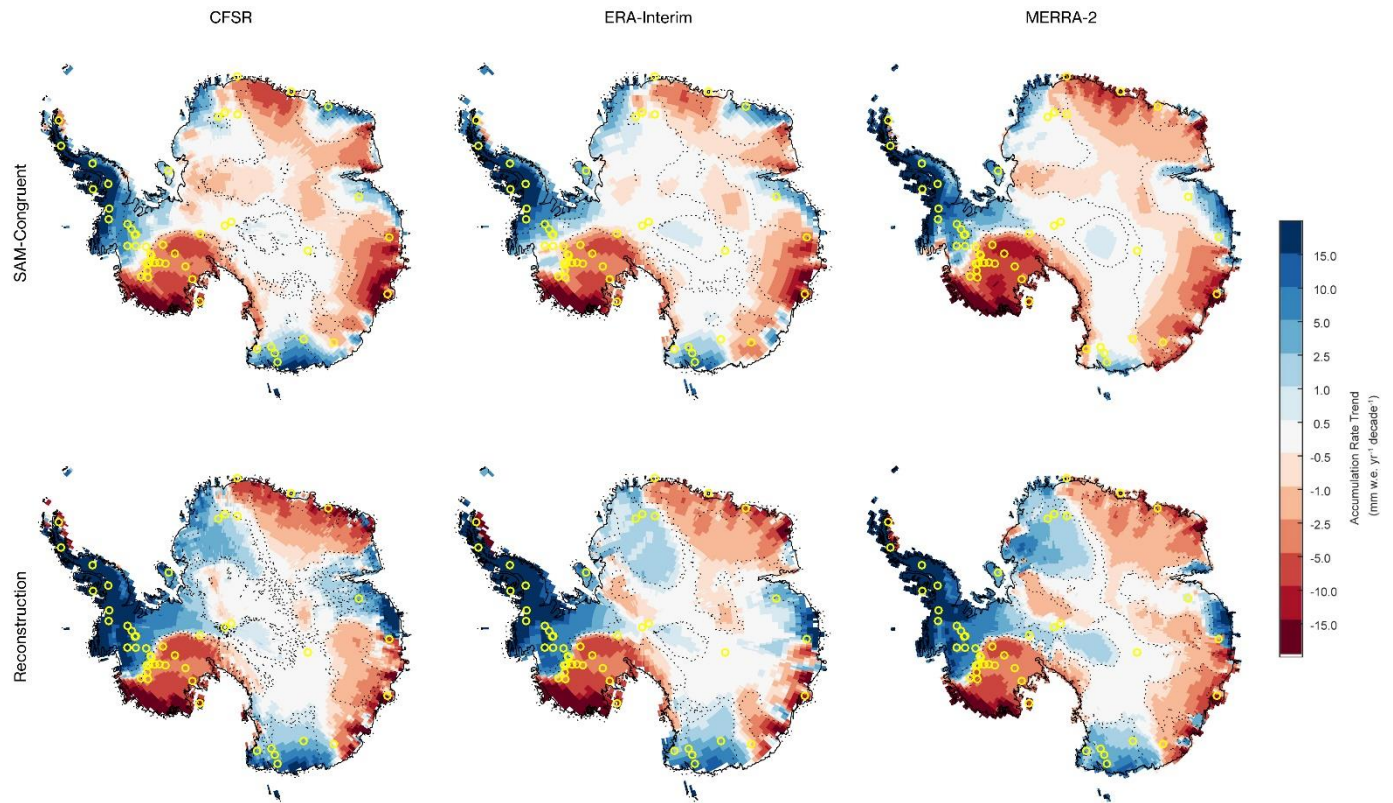 CFSR
ERA-Interim
MERRA-2
SAM-Congruent
Reconstruction
15.0
10.0
5.0
2.5
1.0
0.5
-0.5
-1.0
-2.5
-5.0
-10.0
-15.0
Accumulation Rate Trend
(mm w.e. yr⁻¹ decade⁻¹)